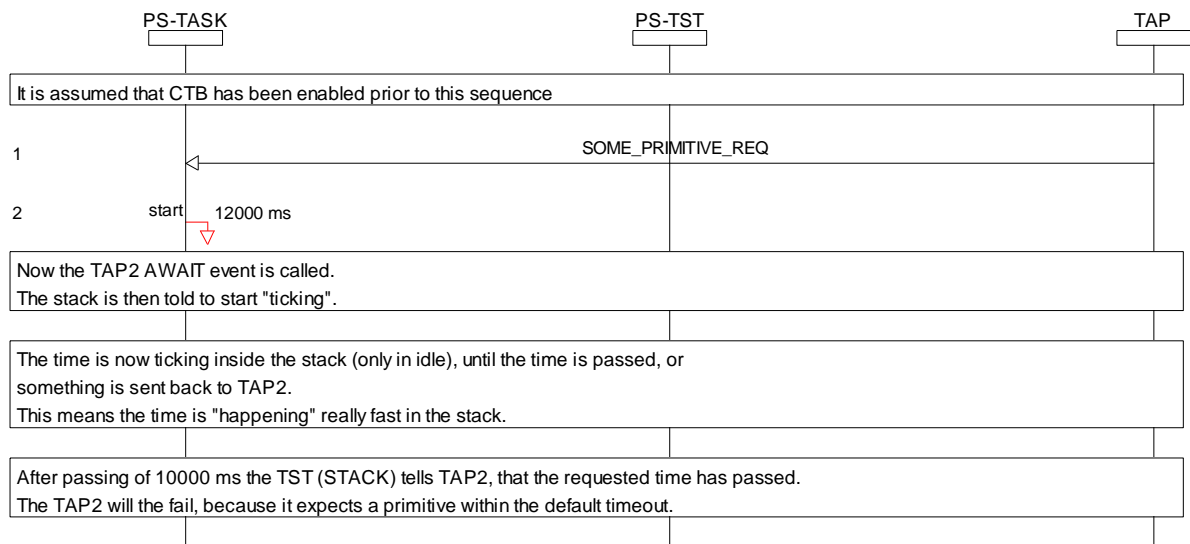 PS-TASK PS-TST TAP
It is assumed that CTB has been enabled prior to this sequence
1 SOME_PRIMITIVE_REQ
2 start 12000 ms
Now the TAP2 AWAIT event is called.
The stack is then told to start "ticking".
The time is now ticking inside the stack (only in idle), until the time is passed, or
something is sent back to TAP2.
This means the time is "happening" really fast in the stack.
After passing of 10000 ms the TST (STACK) tells TAP2, that the requested time has passed.
The TAP2 will the fail, because it expects a primitive within the default timeout.